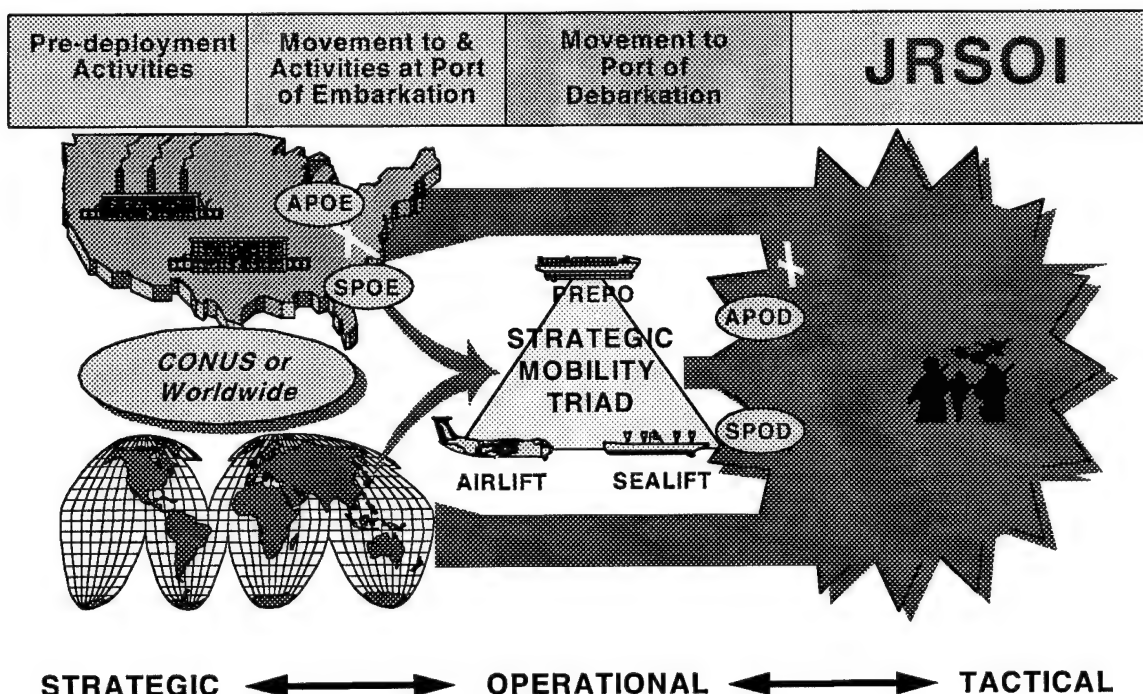 Pre-deployment
Activities
Movement to &
Activities at Port
of Embarkation
Movement to
Port of
Debarkation
JRSOI
APOE
SPOE
CONUS or
Worldwide
PREPO
STRATEGIC
MOBILITY
TRIAD
AIRLIFT
SEALIFT
APOD
SPOD
STRATEGIC
OPERATIONAL
TACTICAL